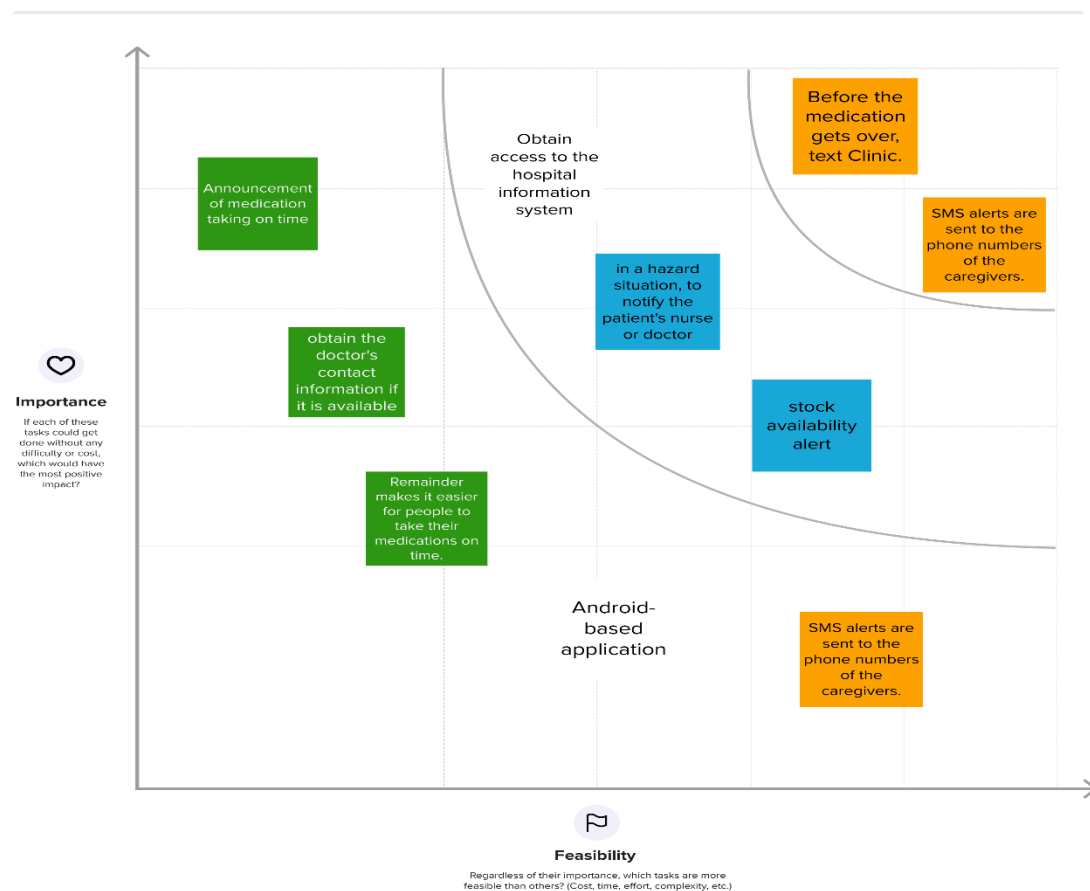 Before the
medication
gets over,
text Clinic.
Obtain
access to the
hospital
information
system
Announcement
of medication
taking on time
SMS alerts are
sent to the
phone numbers
of the
caregivers.
in a hazard
situation, to
notify the
patient's nurse
or doctor
obtain the
doctor's
contact
information if
it is available
stock
availability
alert
Importance
If each of these
tasks could get
done without any
difficulty or cost,
which would have
the most positive
impact?
Remainder
makes it easier
for people to
take their
medications on
time.
Android-
based
application
SMS alerts are
sent to the
phone numbers
of the
caregivers.
Feasibility
Regardless of their importance, which tasks are more
feasible than others? (Cost, time, effort, complexity, etc.)